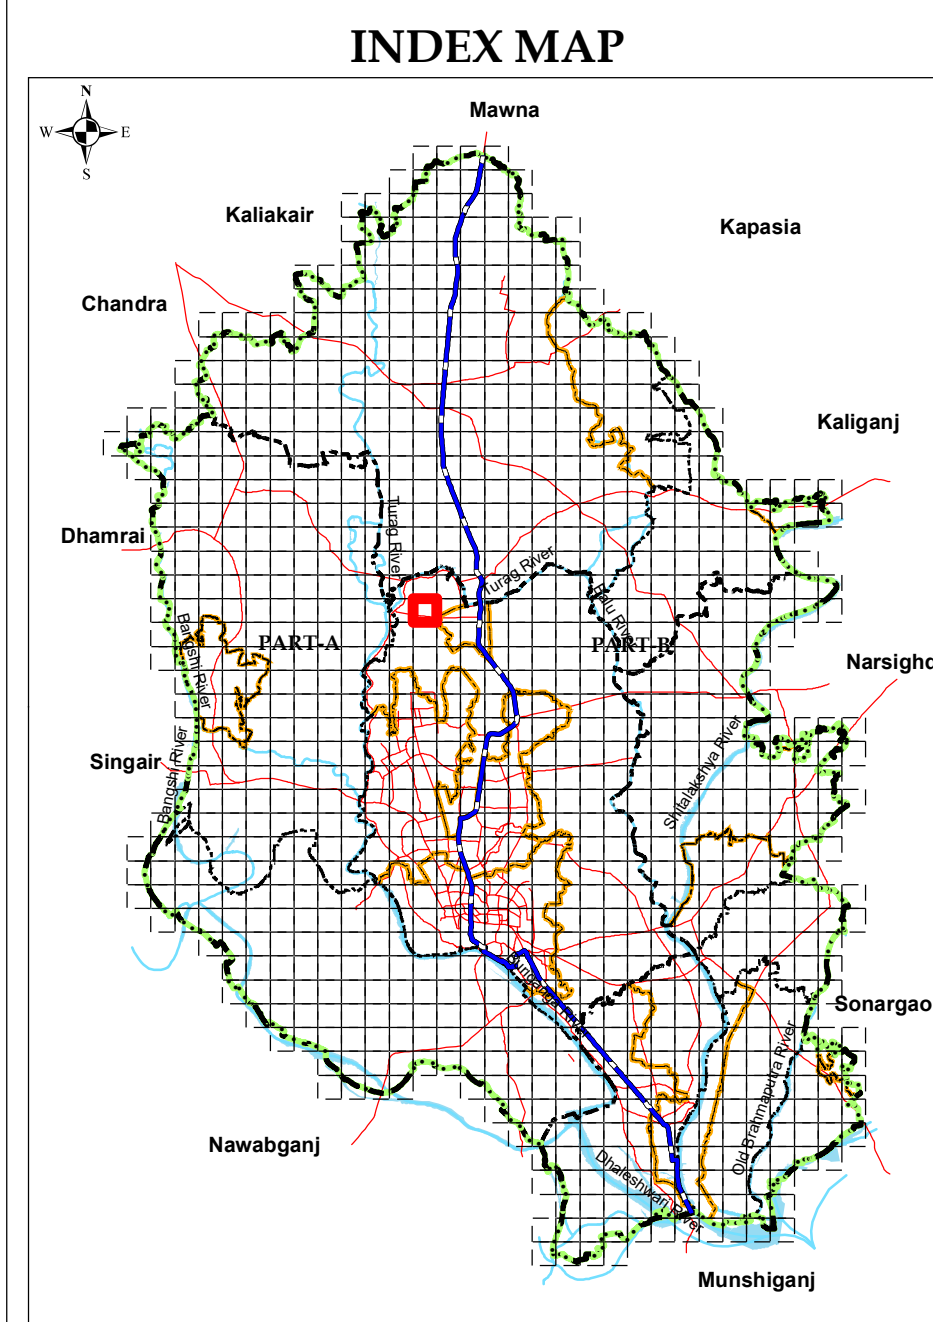 INDEX MAP
N
W E
S
Mawna
Kaliakair
Kapasia
Chandra
Kaliganj
Dhamrai
Turag River
Turag River
Balu River
PART-A
PART-B
Bangshi River
Narsighd
Singair
Bangshi River
Shitalakshya River
Buriganga River
Sonargao
Old Brahmaputra River
Nawabganj
Dhaleshwari River
Munshiganj